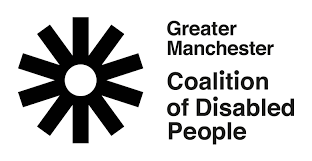 Greater
Manchester
Coalition
of Disabled
People